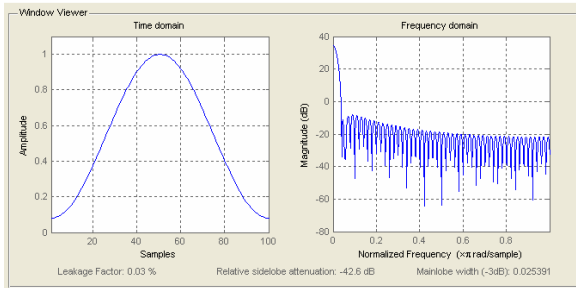 Window Viewer
Time domain
1
0.8
0.6
0.4
0.2
0
20
40
60
80
100
Amplitude
Samples
Frequency domain
40
20
0
-20
-40
-60
-80
0
0.2
0.4
0.6
0.8
Magnitude (dB)
Normalized Frequency (×π rad/sample)
Leakage Factor: 0.03 %
Relative sidelobe attenuation: -42.6 dB
Mainlobe width (-3dB): 0.025391